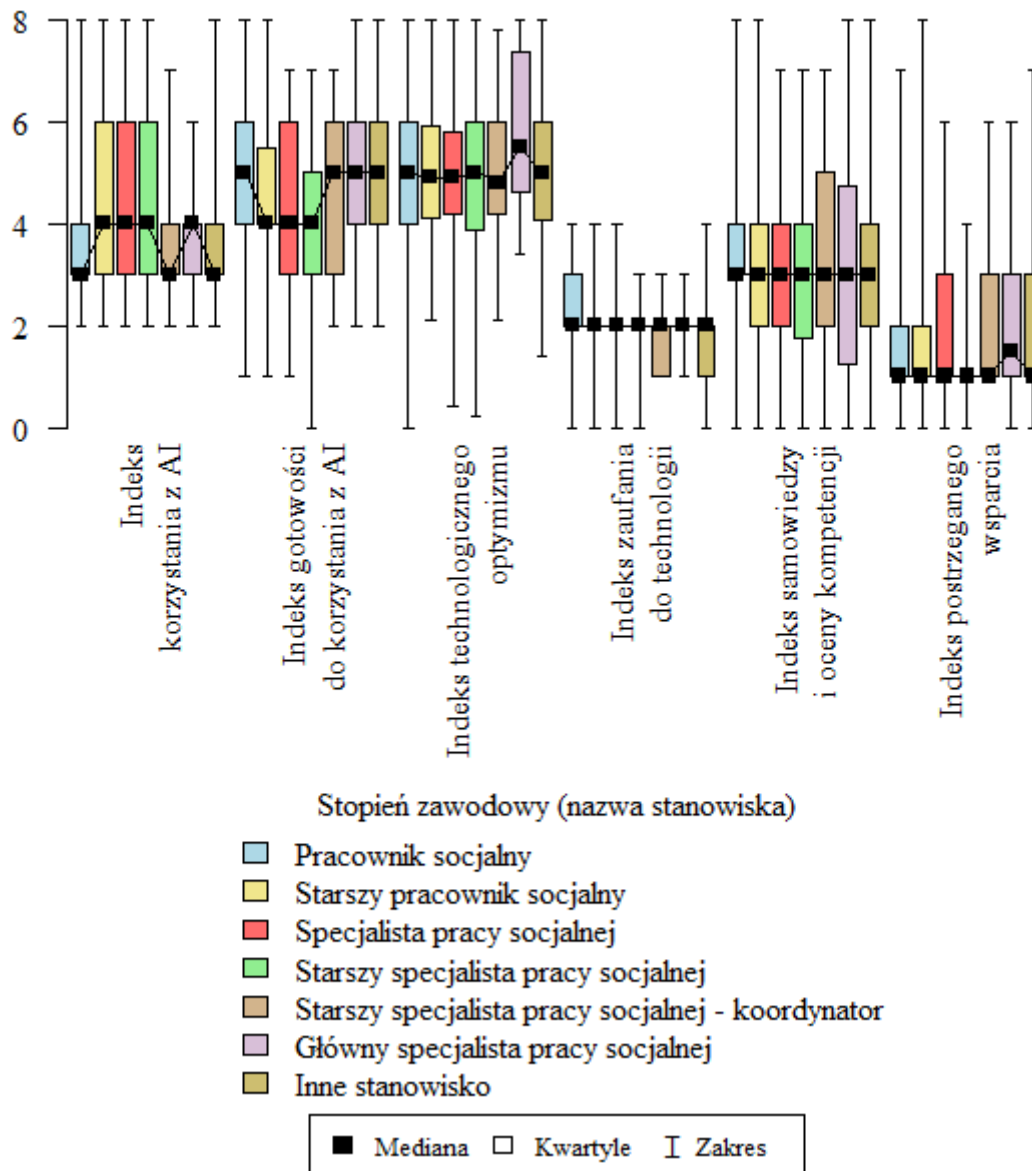 8
6
4
2
0
Indeks
korzystania z AI
Indeks gotowości
do korzystania z AI
Indeks technologicznego
optymizmu
Indeks zaufania
do technologii
Indeks samowiedzy
i oceny kompetencji
Indeks postrzeganego
wsparcia
Stopień zawodowy (nazwa stanowiska)
Pracownik socjalny
Starszy pracownik socjalny
Specjalista pracy socjalnej
Starszy specjalista pracy socjalnej
Starszy specjalista pracy socjalnej - koordynator
Główny specjalista pracy socjalnej
Inne stanowisko
Mediana Kwartyle Zakres